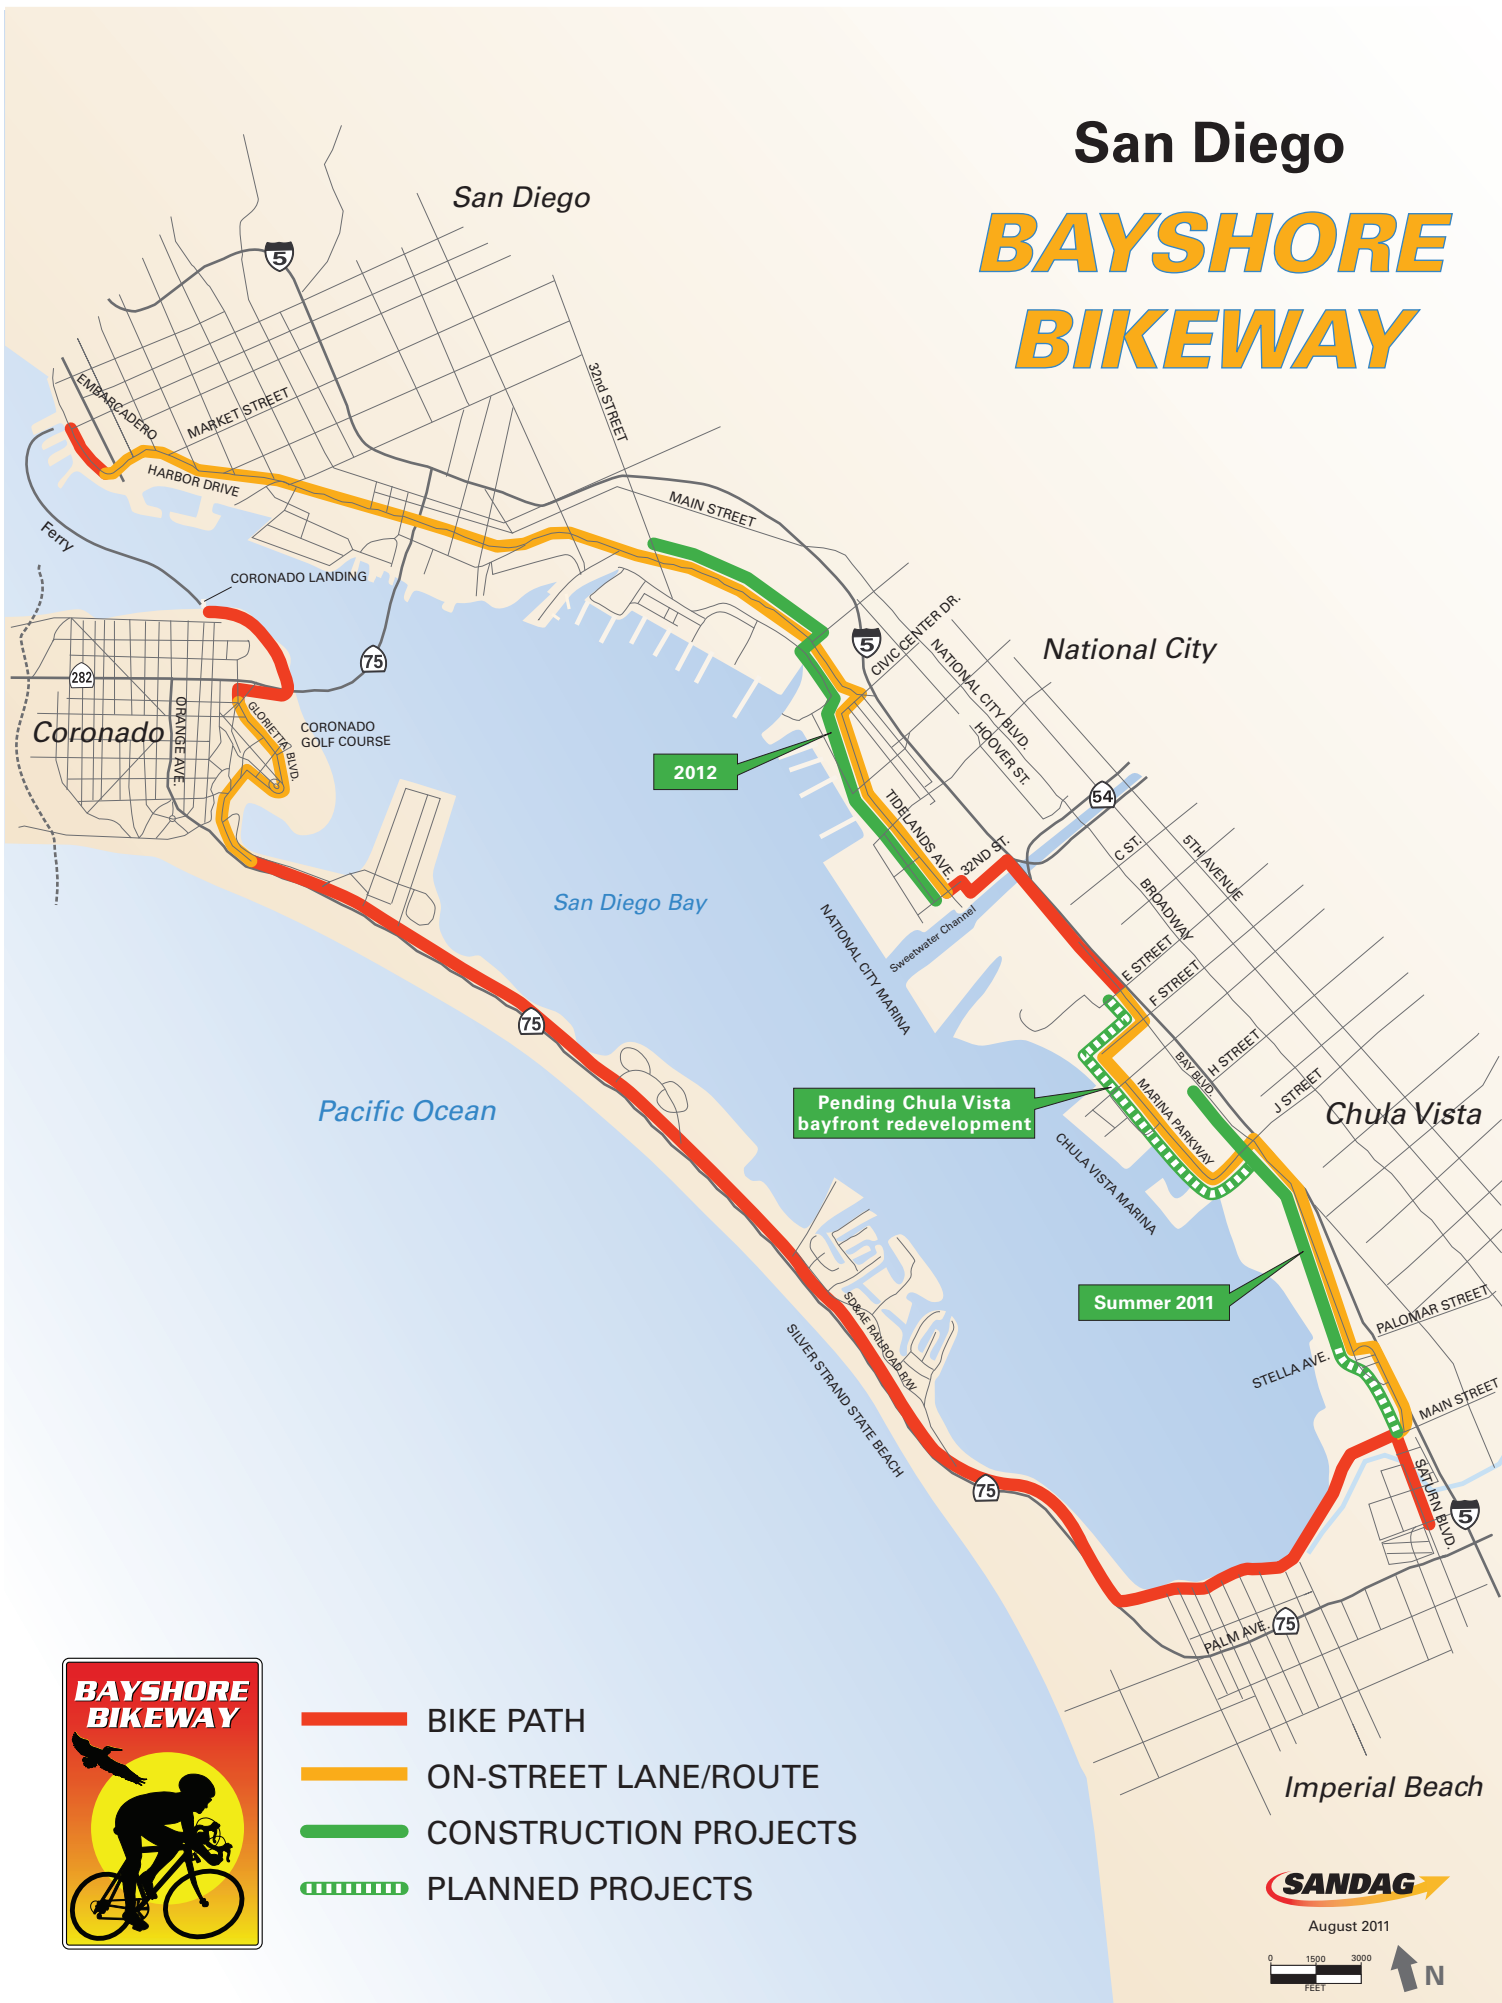 San Diego
BAYSHORE
BIKEWAY
San Diego
5
EMBARCADERO
MARKET STREET
32nd STREET
HARBOR DRIVE
MAIN STREET
Ferry
CORONADO LANDING
75
282
Coronado
ORANGE AVE.
GLORIETTA BLVD.
CORONADO
GOLF COURSE
5
CIVIC CENTER DR.
National City
NATIONAL CITY BLVD.
HOOVER ST.
2012
54
TIDELANDS AVE.
32ND ST.
C ST.
5TH AVENUE
BROADWAY
San Diego Bay
NATIONAL CITY MARINA
Sweetwater Channel
E STREET
F STREET
75
Pacific Ocean
BAY BLVD.
H STREET
J STREET
Pending Chula Vista
bayfront redevelopment
MARINA PARKWAY
Chula Vista
CHULA VISTA MARINA
Summer 2011
SD&AE RAILROAD R/W
SILVER STRAND STATE BEACH
PALOMAR STREET
STELLA AVE.
MAIN STREET
75
SATURN BLVD.
5
PALM AVE.
75
Imperial Beach
BAYSHORE
BIKEWAY
BIKE PATH
ON-STREET LANE/ROUTE
CONSTRUCTION PROJECTS
PLANNED PROJECTS
SANDAG
August 2011
0 1500 3000
FEET
N